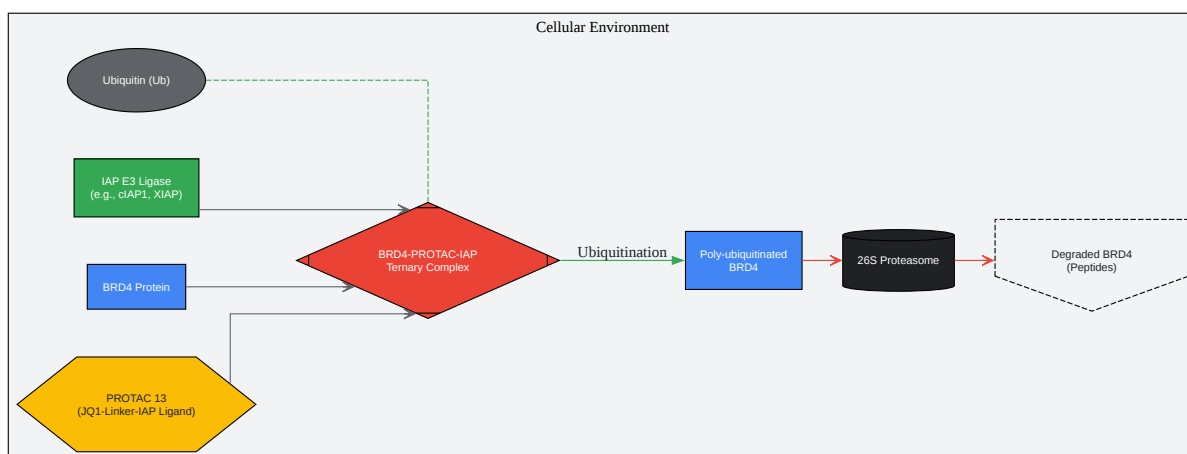 Cellular Environment
Ubiquitin (Ub)
IAP E3 Ligase
(e.g., cIAP1, XIAP)
BRD4 Protein
PROTAC 13
(JQ1-Linker-IAP Ligand)
BRD4-PROTAC-IAP
Ternary Complex
Ubiquitination
Poly-ubiquitinated
BRD4
26S Proteasome
Degraded BRD4
(Peptides)